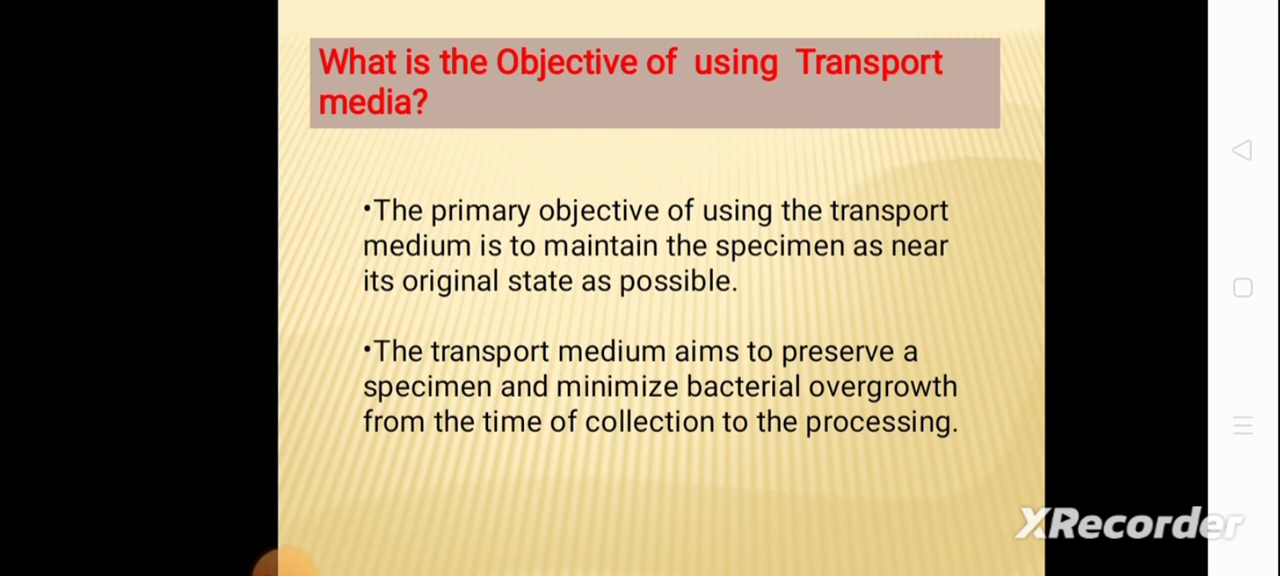 What is the Objective of using Transport
media?
•The primary objective of using the transport
medium is to maintain the specimen as near
its original state as possible.
•The transport medium aims to preserve a
specimen and minimize bacterial overgrowth
from the time of collection to the processing.
XRecorder